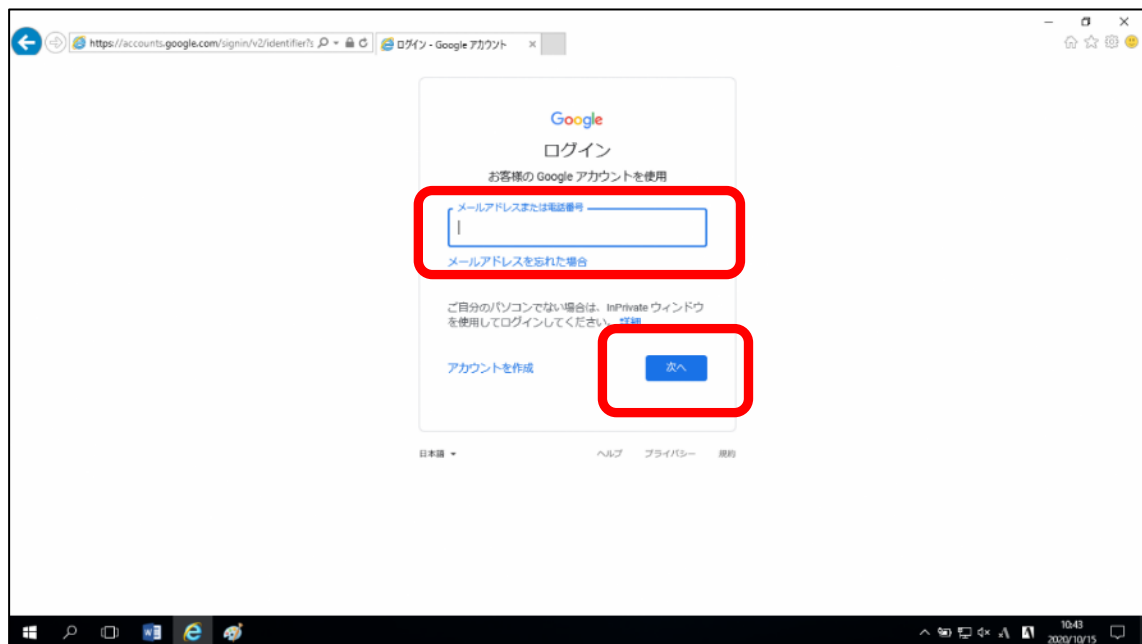 https://accounts.google.com/signin/v2/identifier?s
ログイン - Google アカウント
Google
ログイン
お客様の Google アカウントを使用
メールアドレスまたは電話番号
メールアドレスを忘れた場合
ご自分のパソコンでない場合は、InPrivate ウィンドウ
を使用してログインしてください。 詳細
アカウントを作成
次へ
日本語
ヘルプ プライバシー 規約
10:43
2020/10/15